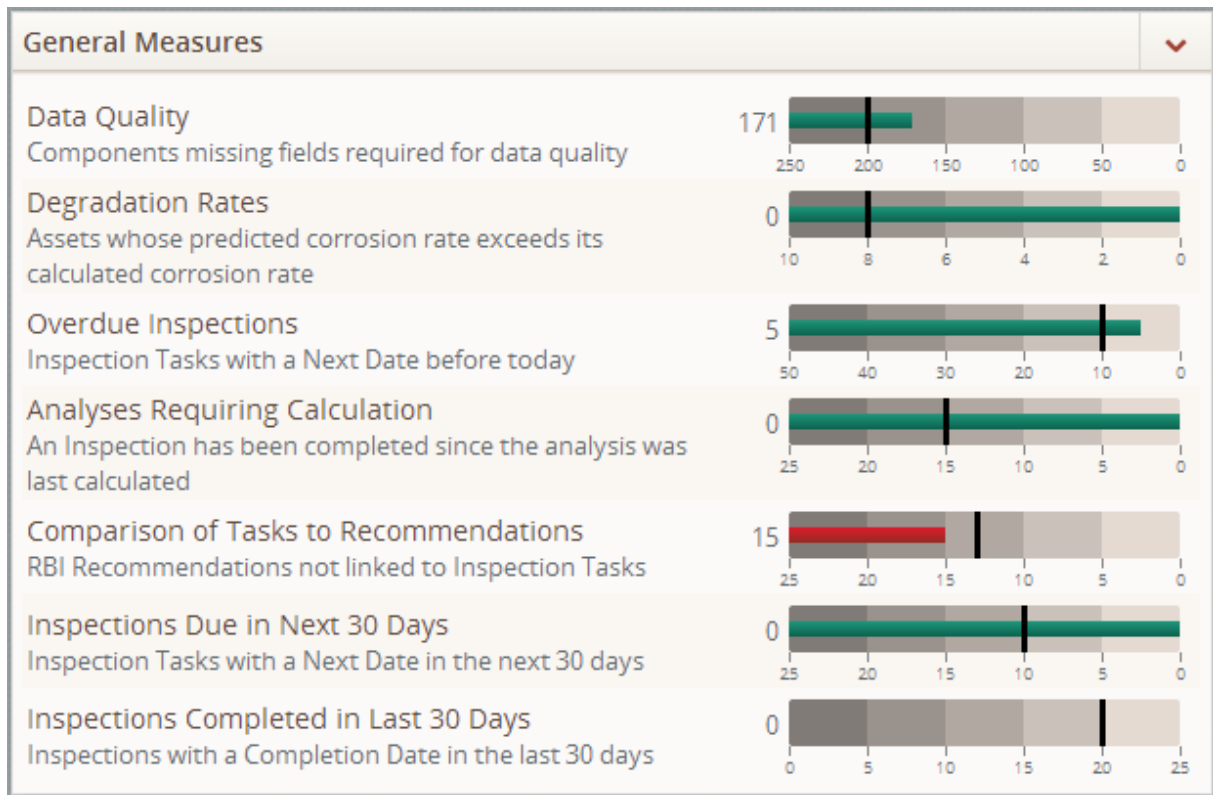 General Measures
Data Quality
Components missing fields required for data quality
171
250 200 150 100 50 0
Degradation Rates
Assets whose predicted corrosion rate exceeds its
calculated corrosion rate
0
10 8 6 4 2 0
Overdue Inspections
Inspection Tasks with a Next Date before today
5
50 40 30 20 10 0
Analyses Requiring Calculation
An Inspection has been completed since the analysis was
last calculated
0
25 20 15 10 5 0
Comparison of Tasks to Recommendations
RBI Recommendations not linked to Inspection Tasks
15
25 20 15 10 5 0
Inspections Due in Next 30 Days
Inspection Tasks with a Next Date in the next 30 days
0
25 20 15 10 5 0
Inspections Completed in Last 30 Days
Inspections with a Completion Date in the last 30 days
0
0 5 10 15 20 25